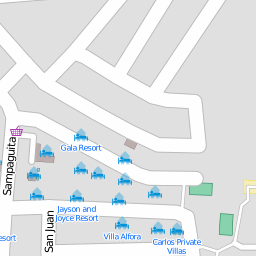 Gala Resort
Sampaguita
Jayson and
Joyce Resort
San Juan
Villa Alfora
esort
Carlos Private
Villas